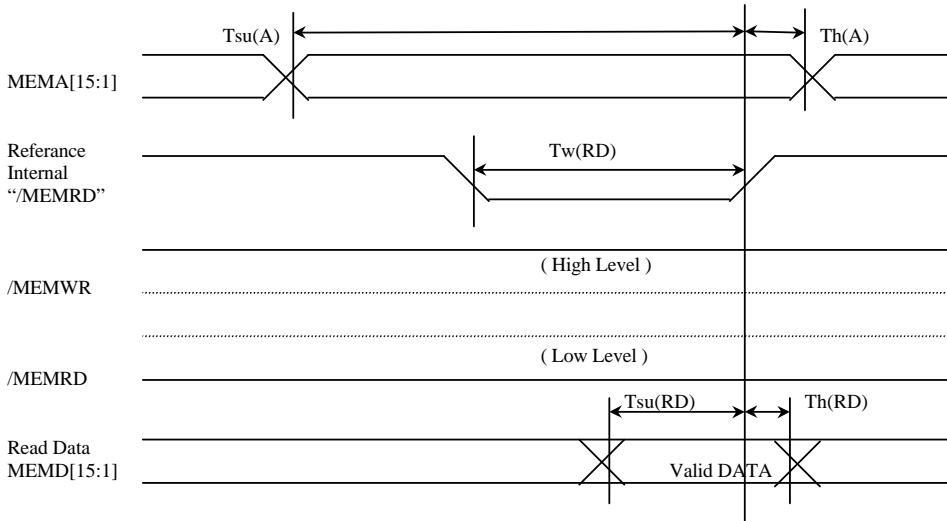 Tsu(A)
Th(A)
MEMA[15:1]
Referance
Internal
“/MEMRD”
Tw(RD)
( High Level )
/MEMWR
( Low Level )
/MEMRD
Tsu(RD)
Th(RD)
Read Data
MEMD[15:1]
Valid DATA